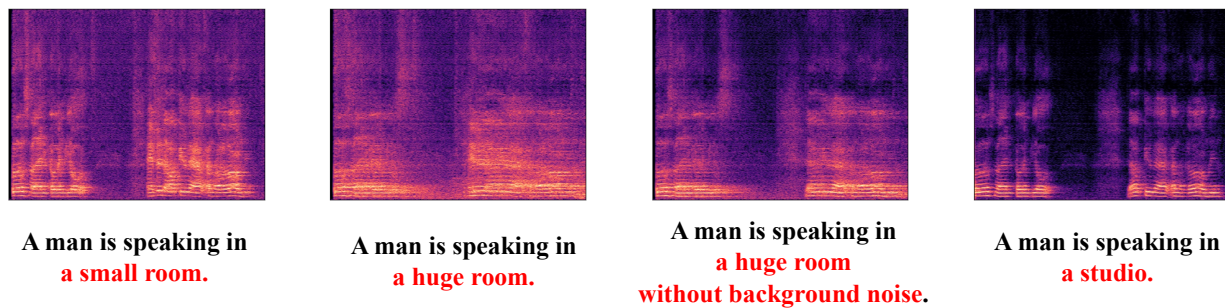 A man is speaking in
a small room.
A man is speaking in
a huge room.
A man is speaking in
a huge room
without background noise.
A man is speaking in
a studio.